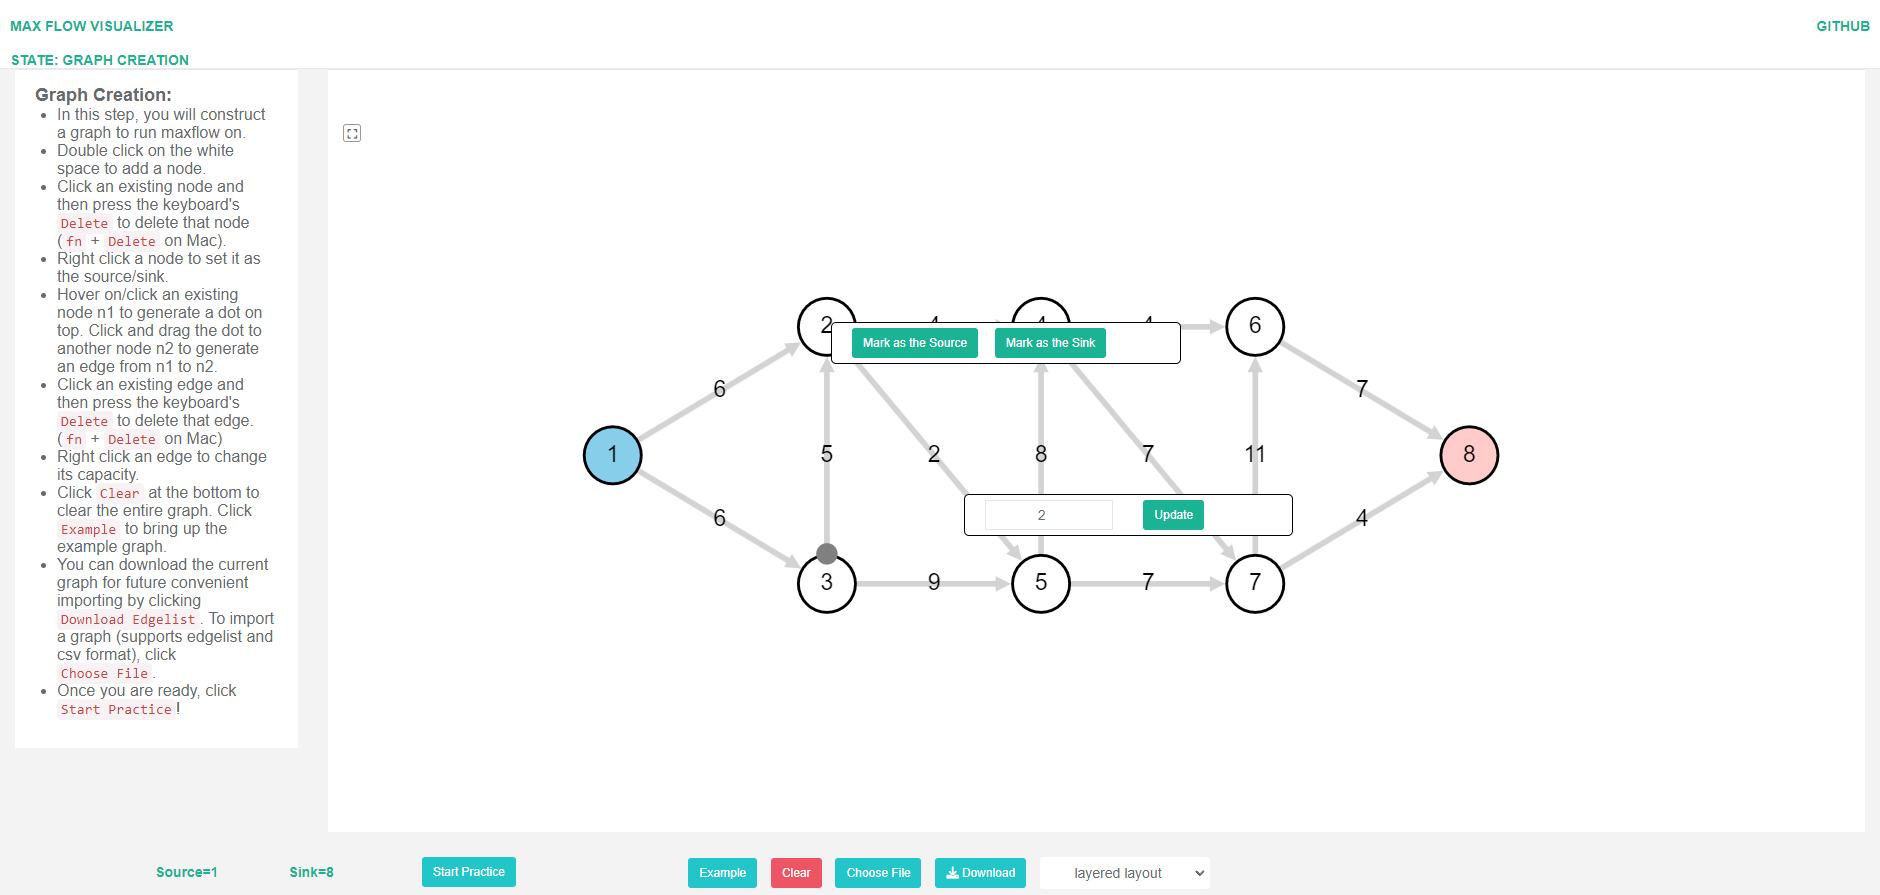 MAX FLOW VISUALIZER
GITHUB
STATE: GRAPH CREATION
Graph Creation:
In this step, you will construct
a graph to run maxflow on.
Double click on the white
space to add a node.
Click an existing node and
then press the keyboard's
Delete to delete that node
(fn + Delete on Mac).
Right click a node to set it as
the source/sink.
Hover on/click an existing
node n1 to generate a dot on
top. Click and drag the dot to
another node n2 to generate
an edge from n1 to n2.
Click an existing edge and
then press the keyboard's
Delete to delete that edge.
(fn + Delete on Mac)
Right click an edge to change
its capacity.
Click Clear at the bottom to
clear the entire graph. Click
Example to bring up the
example graph.
You can download the current
graph for future convenient
importing by clicking
Download Edgelist. To import
a graph (supports edgelist and
csv format), click
Choose File.
Once you are ready, click
Start Practice!
2
6
Mark as the Source
Mark as the Sink
6
7
1
5
2
8
7
11
8
2
Update
6
4
3
9
5
7
7
Source=1
Sink=8
Start Practice
Example
Clear
Choose File
Download
layered layout